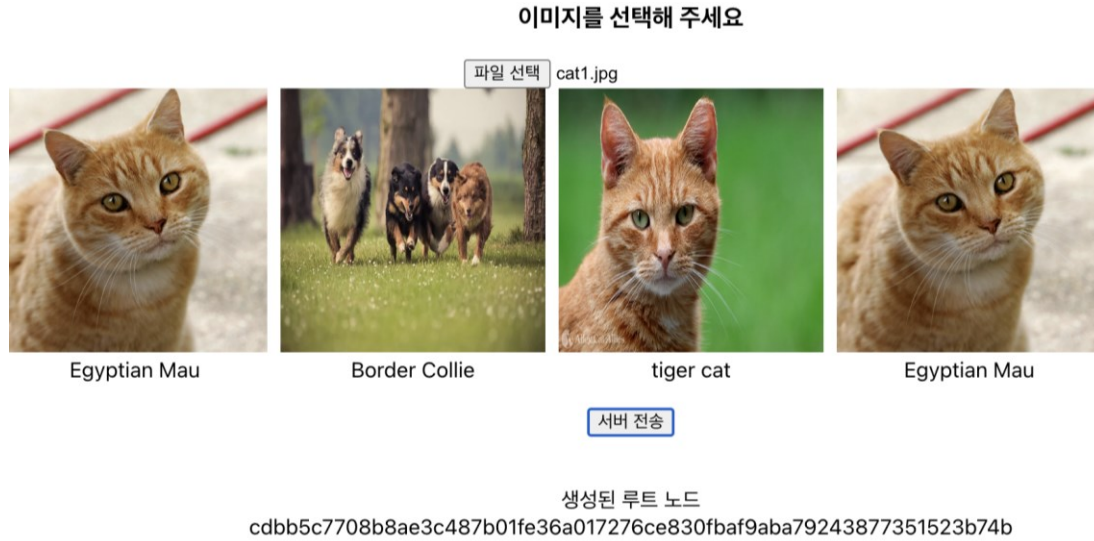 이미지를 선택해 주세요
파일 선택 cat1.jpg
Egyptian Mau
Border Collie
tiger cat
Egyptian Mau
서버 전송
생성된 루트 노드
cdbb5c7708b8ae3c487b01fe36a017276ce830fbaf9aba79243877351523b74b